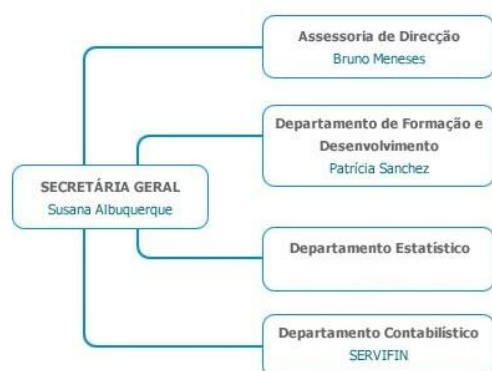 Assessoria de Direcção
Bruno Meneses
Departamento de Formação e
Desenvolvimento
Patrícia Sanchez
SECRETÁRIA GERAL
Susana Albuquerque
Departamento Estatístico
Departamento Contabilístico
SERVIFIN